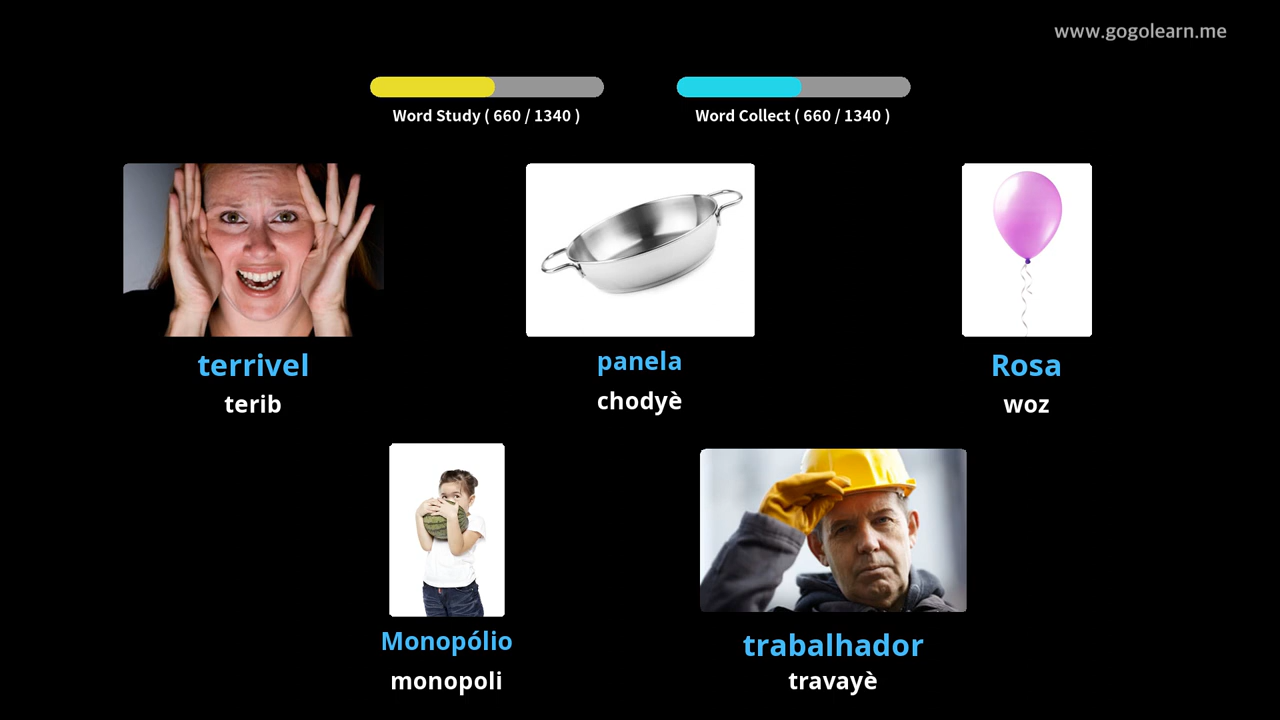 www.gogolearn.me
Word Study ( 660 / 1340 )
Word Collect ( 660 / 1340 )
terrivel
terib
panela
chodyè
Rosa
woz
Monopólio
monopoli
trabalhador
travayè